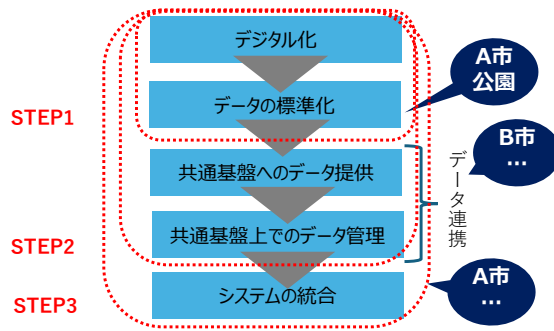 デジタル化
A市
公園
データの標準化
STEP1
B市
…
共通基盤へのデータ提供
データ連携
共通基盤上でのデータ管理
STEP2
A市
…
システムの統合
STEP3